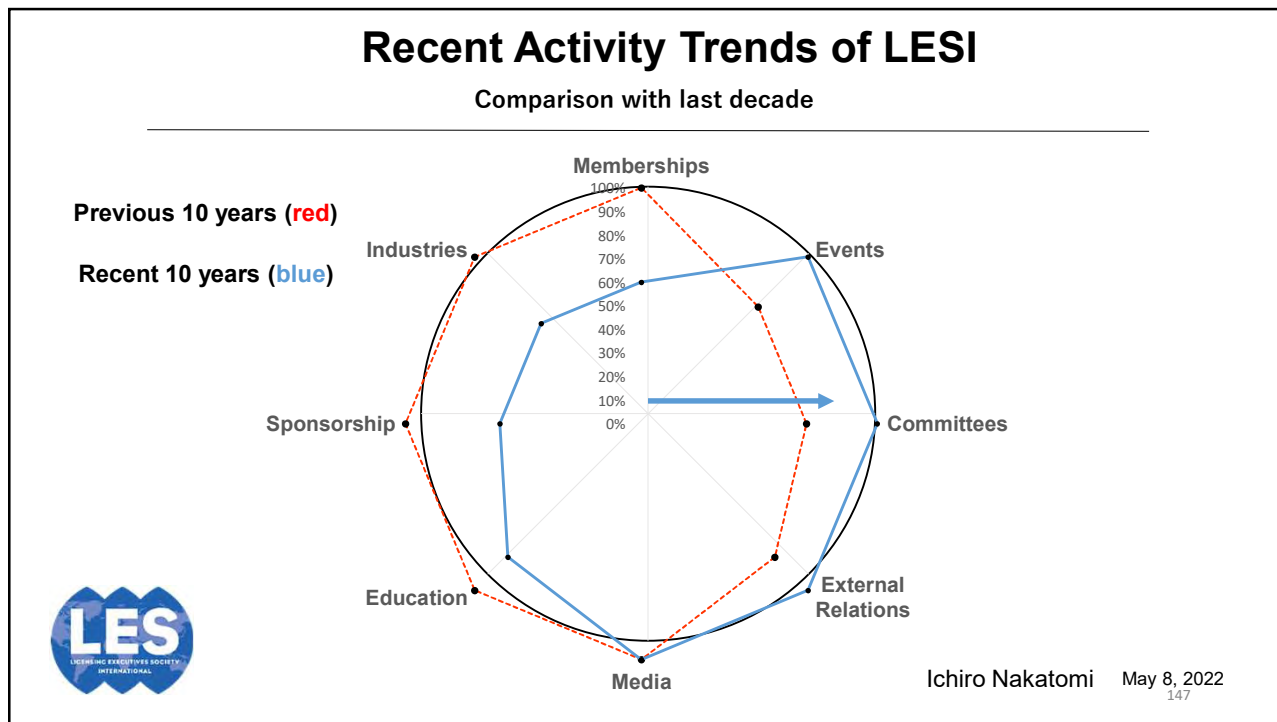 Recent Activity Trends of LESI
Comparison with last decade
Previous 10 years (red)
Recent 10 years (blue)
Memberships
100%
90%
80%
70%
60%
50%
40%
30%
20%
10%
0%
Events
Committees
External
Relations
Media
Education
Sponsorship
Industries
LES
LICENSING EXECUTIVES SOCIETY
INTERNATIONAL
Ichiro Nakatomi May 8, 2022
147